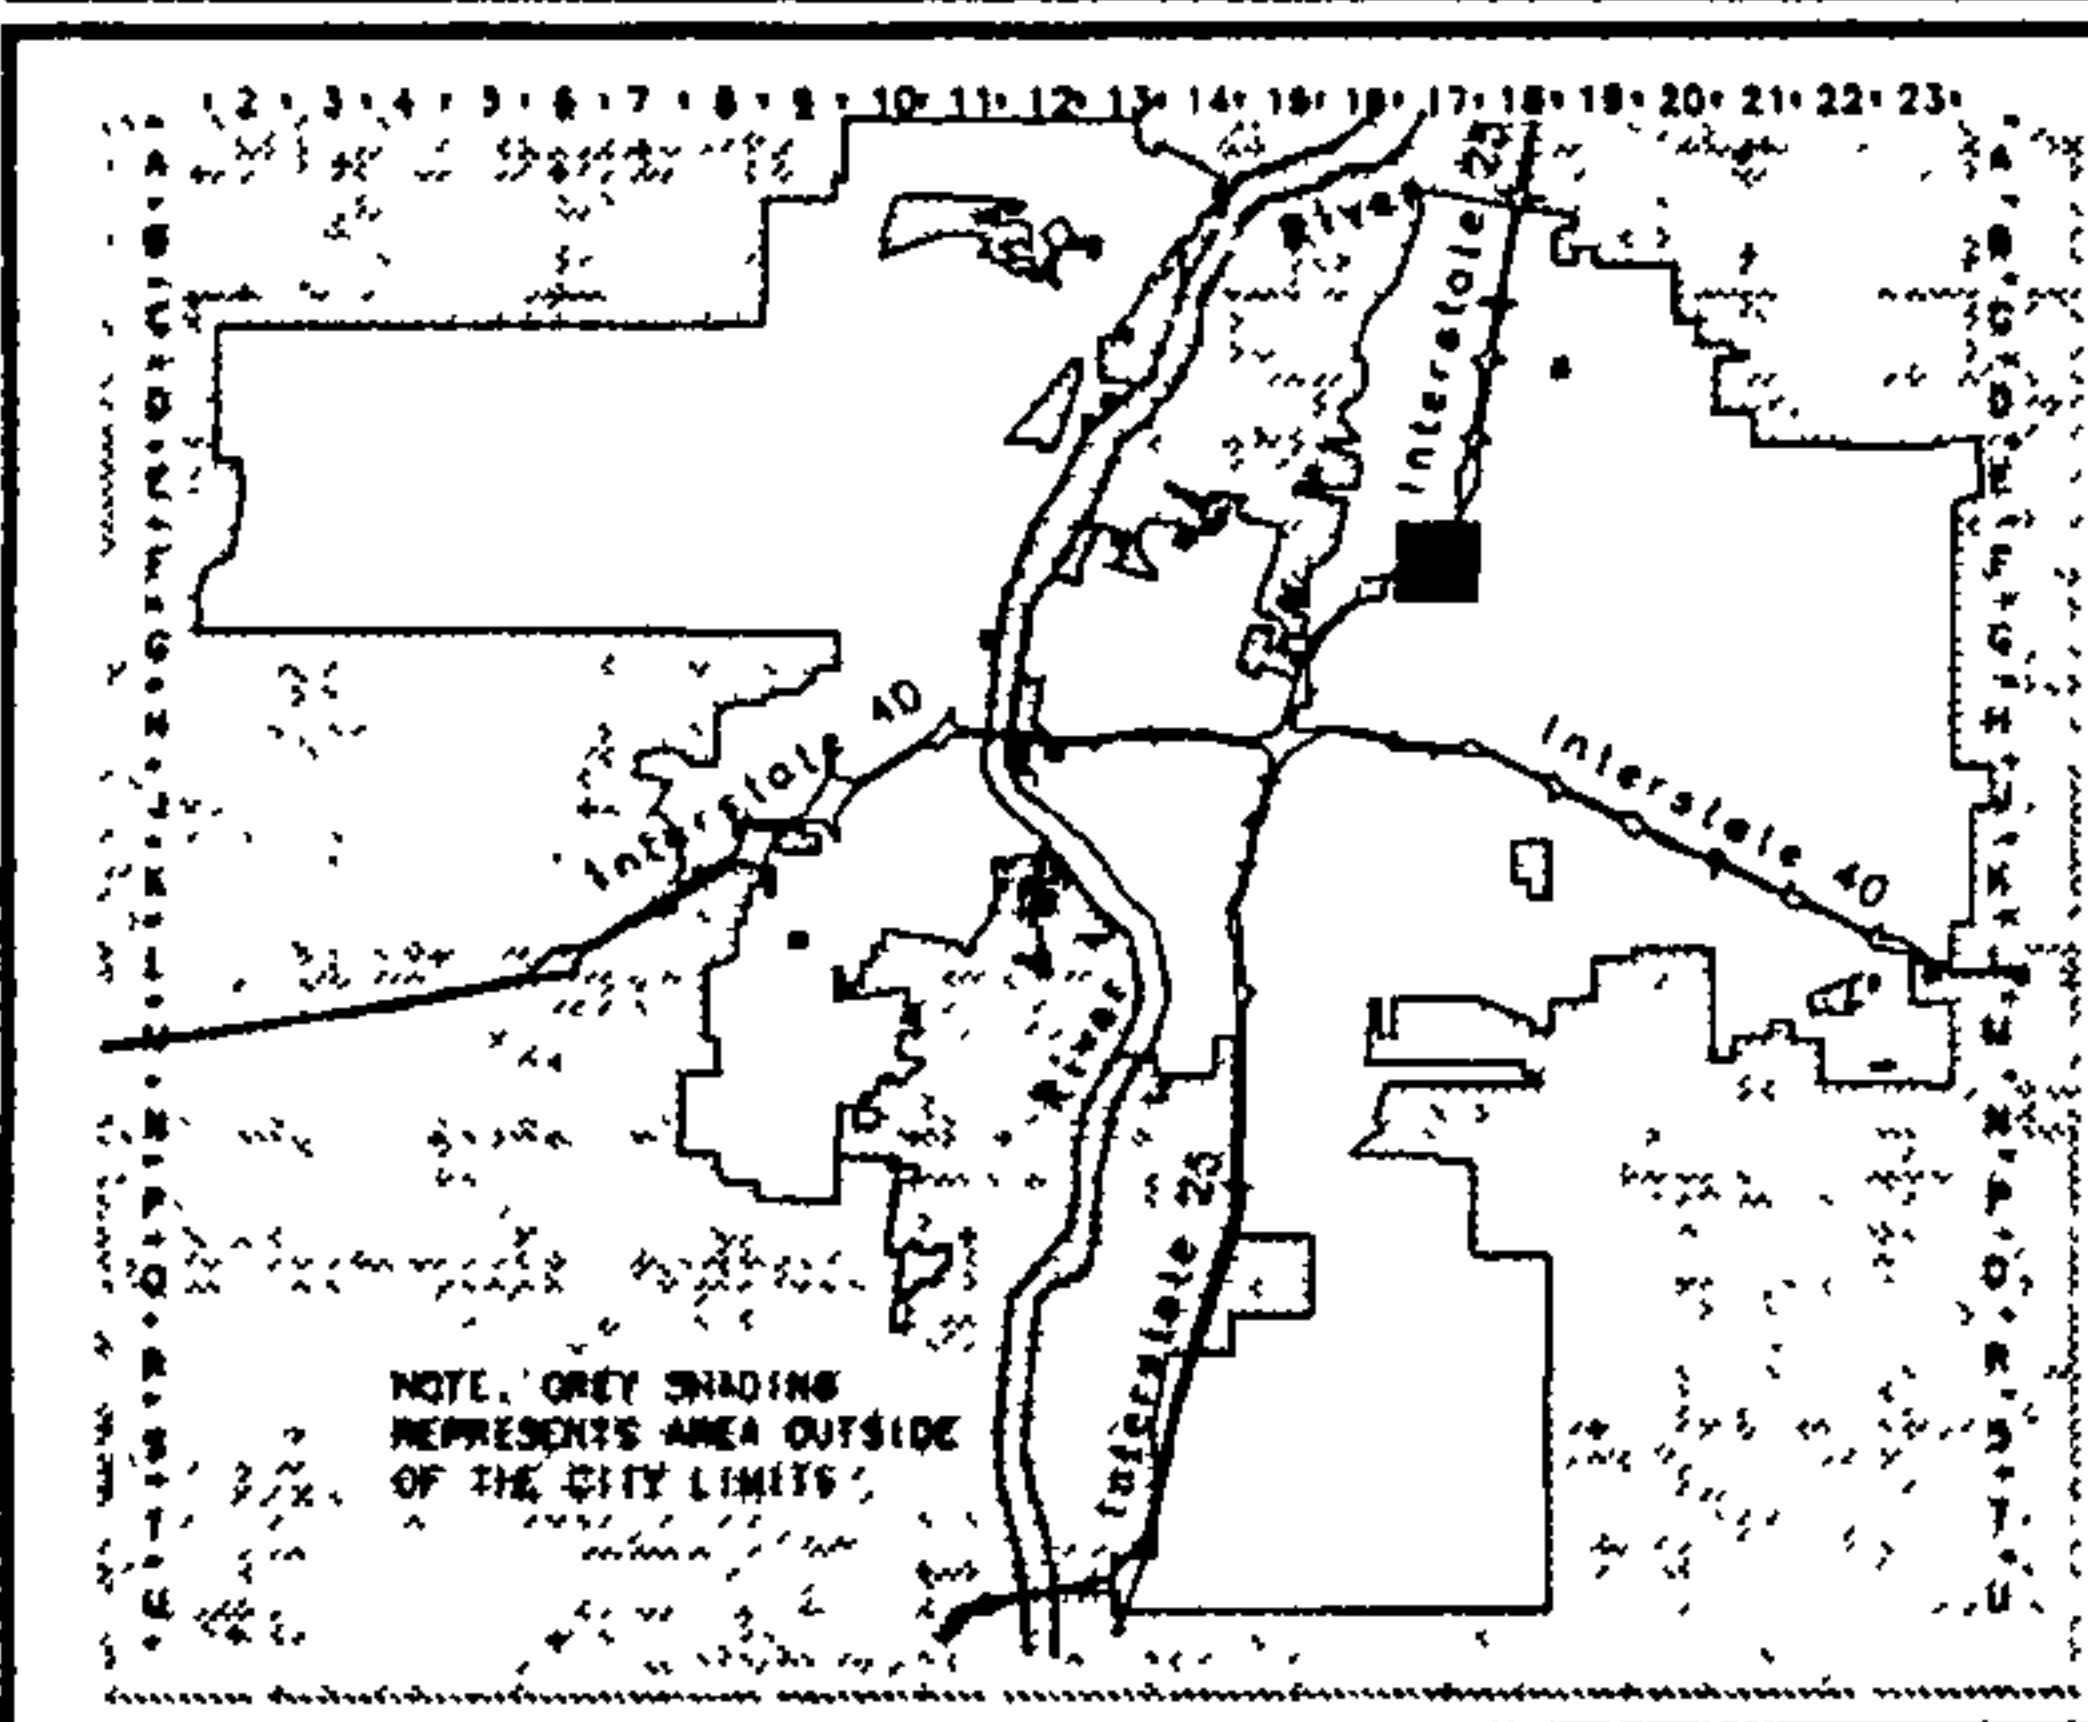 2 3 4 5 6 7 8 9 10 11 12 13 14 15 16 17 18 19 20 21 22 23
River
Interstate 25
Interstate 40
Interstate 40
River
Interstate 25
NOTE. GREY SHADING
REPRESENTS AREA OUTSIDE
OF THE CITY LIMITS